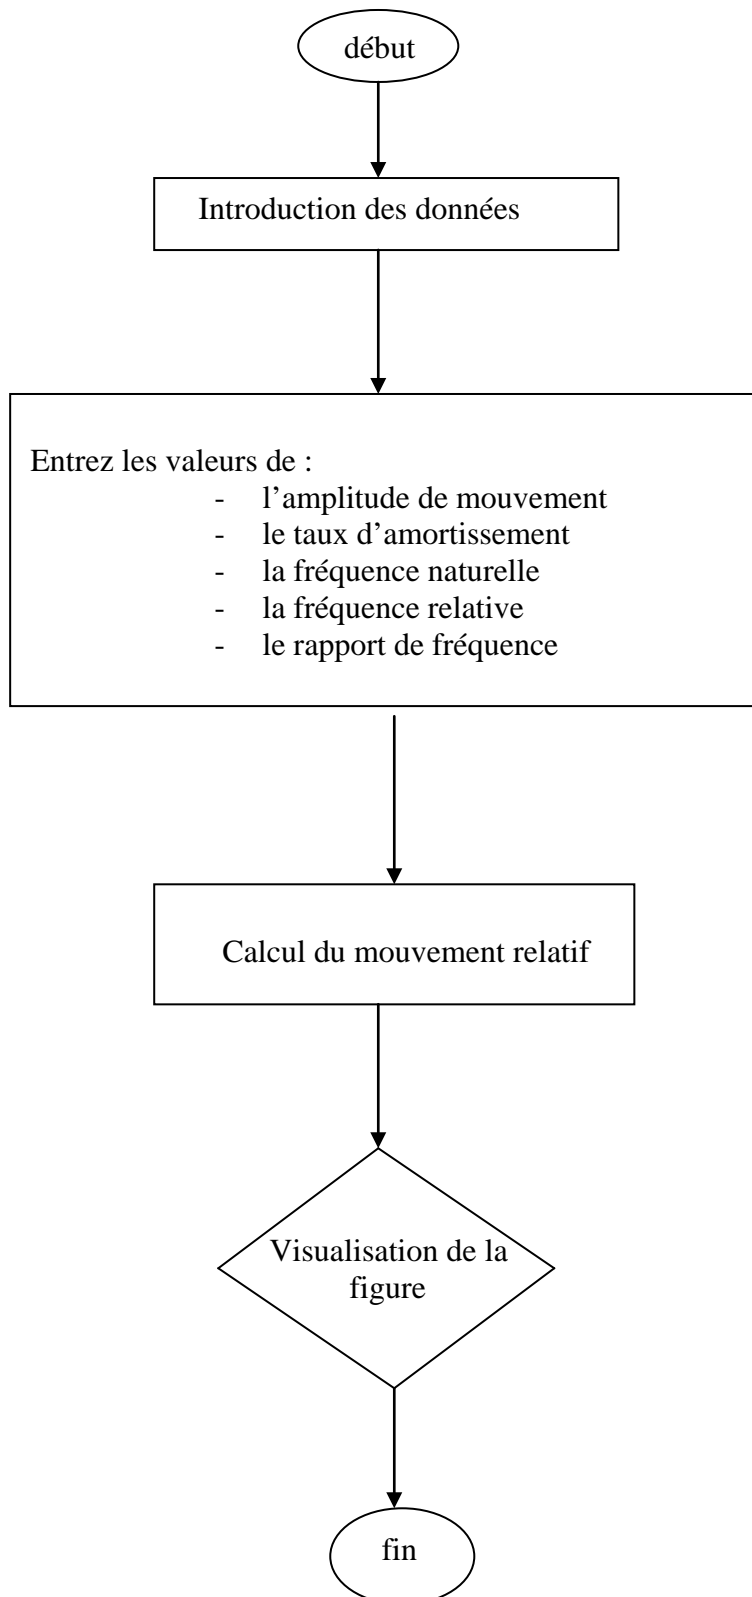 début
Introduction des données
Entrez les valeurs de :
- l’amplitude de mouvement
- le taux d’amortissement
- la fréquence naturelle
- la fréquence relative
- le rapport de fréquence
Calcul du mouvement relatif
Visualisation de la
figure
fin